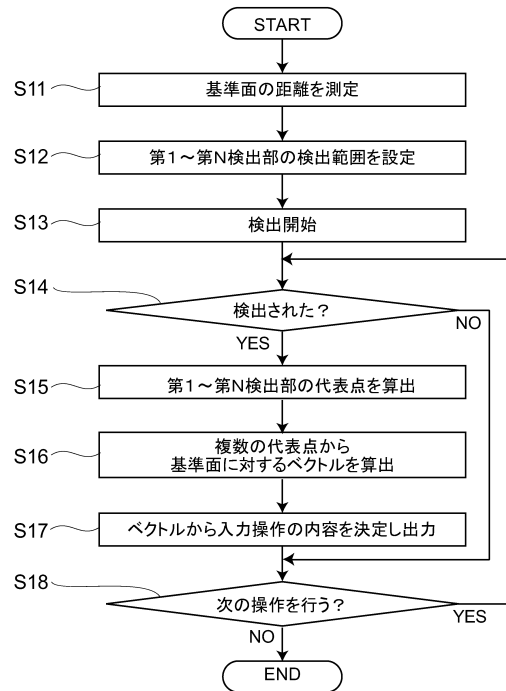 START
S11
基準面の距離を測定
S12
第1～第N検出部の検出範囲を設定
S13
検出開始
S14
検出された？
NO
YES
S15
第1～第N検出部の代表点を算出
S16
複数の代表点から
基準面に対するベクトルを算出
S17
ベクトルから入力操作の内容を決定し出力
S18
次の操作を行う？
YES
NO
END